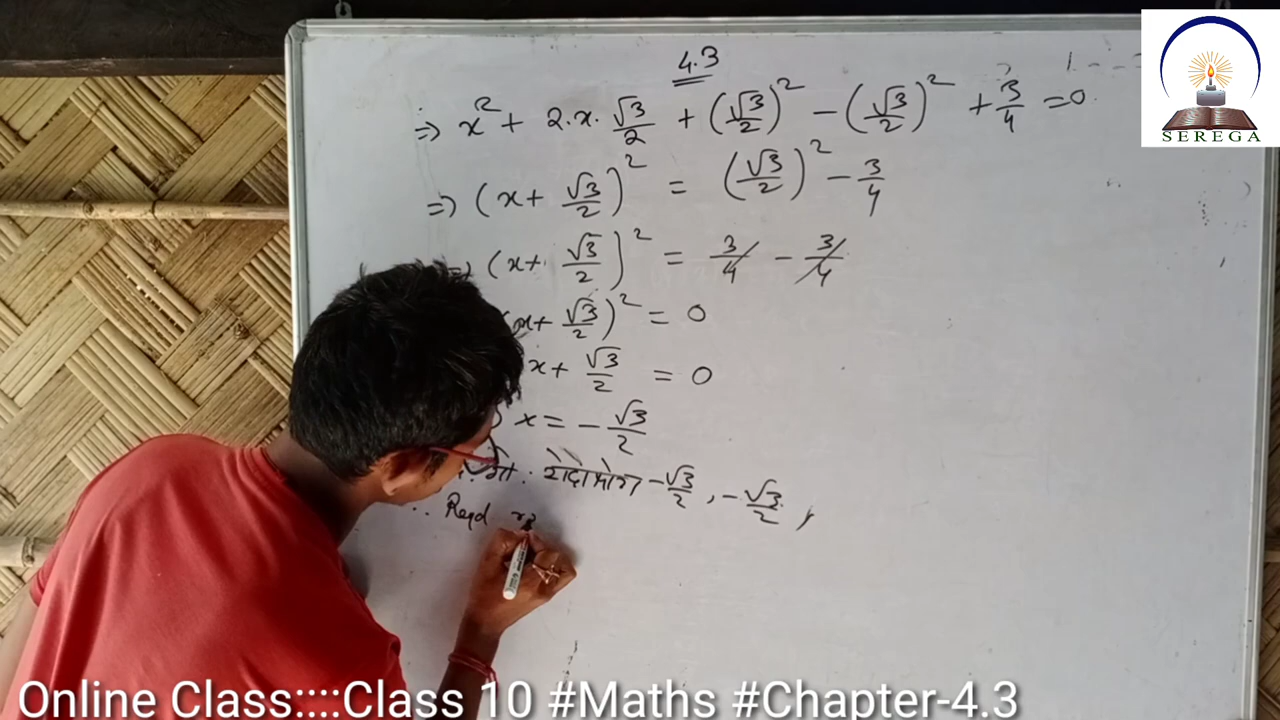 4.3
⇒ x² + 2.x. √3/2 + (√3/2)² − (√3/2)² + 3/4 = 0
⇒ (x + √3/2)² = (√3/2)² − 3/4
⇒ (x + √3/2)² = 3/4 − 3/4
(x + √3/2)² = 0
x + √3/2 = 0
x = − √3/2
− √3/2 , − √3/2 ,
∴ Reqd
SEREGA
Online Class::::Class 10 #Maths #Chapter-4.3